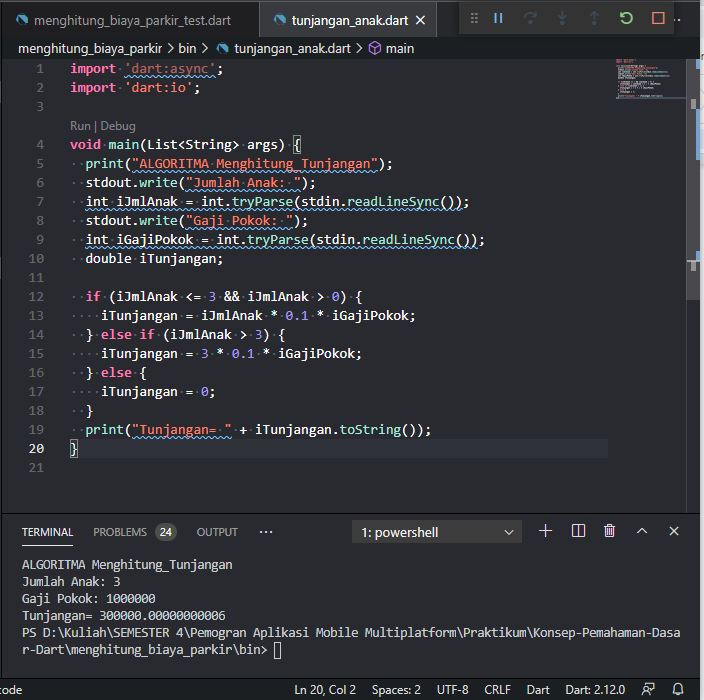 menghitung_biaya_parkir_test.dart
tunjangan_anak.dart
menghitung_biaya_parkir > bin > tunjangan_anak.dart > main
1 import 'dart:async';
2 import 'dart:io';
3
Run | Debug
4 void main(List<String> args) {
5 print("ALGORITMA Menghitung_Tunjangan");
6 stdout.write("Jumlah Anak: ");
7 int iJmlAnak = int.tryParse(stdin.readLineSync());
8 stdout.write("Gaji Pokok: ");
9 int iGajiPokok = int.tryParse(stdin.readLineSync());
10 double iTunjangan;
11
12 if (iJmlAnak <= 3 && iJmlAnak > 0) {
13 iTunjangan = iJmlAnak * 0.1 * iGajiPokok;
14 } else if (iJmlAnak > 3) {
15 iTunjangan = 3 * 0.1 * iGajiPokok;
16 } else {
17 iTunjangan = 0;
18 }
19 print("Tunjangan= " + iTunjangan.toString());
20 }
21
TERMINAL PROBLEMS 24 OUTPUT ··· 1: powershell
ALGORITMA Menghitung_Tunjangan
Jumlah Anak: 3
Gaji Pokok: 1000000
Tunjangan= 300000.00000000006
PS D:\Kuliah\SEMESTER 4\Pemogran Aplikasi Mobile Multiplatform\Praktikum\Konsep-Pemahaman-Dasa
r-Dart\menghitung_biaya_parkir\bin>
code Ln 20, Col 2 Spaces: 2 UTF-8 CRLF Dart Dart: 2.12.0